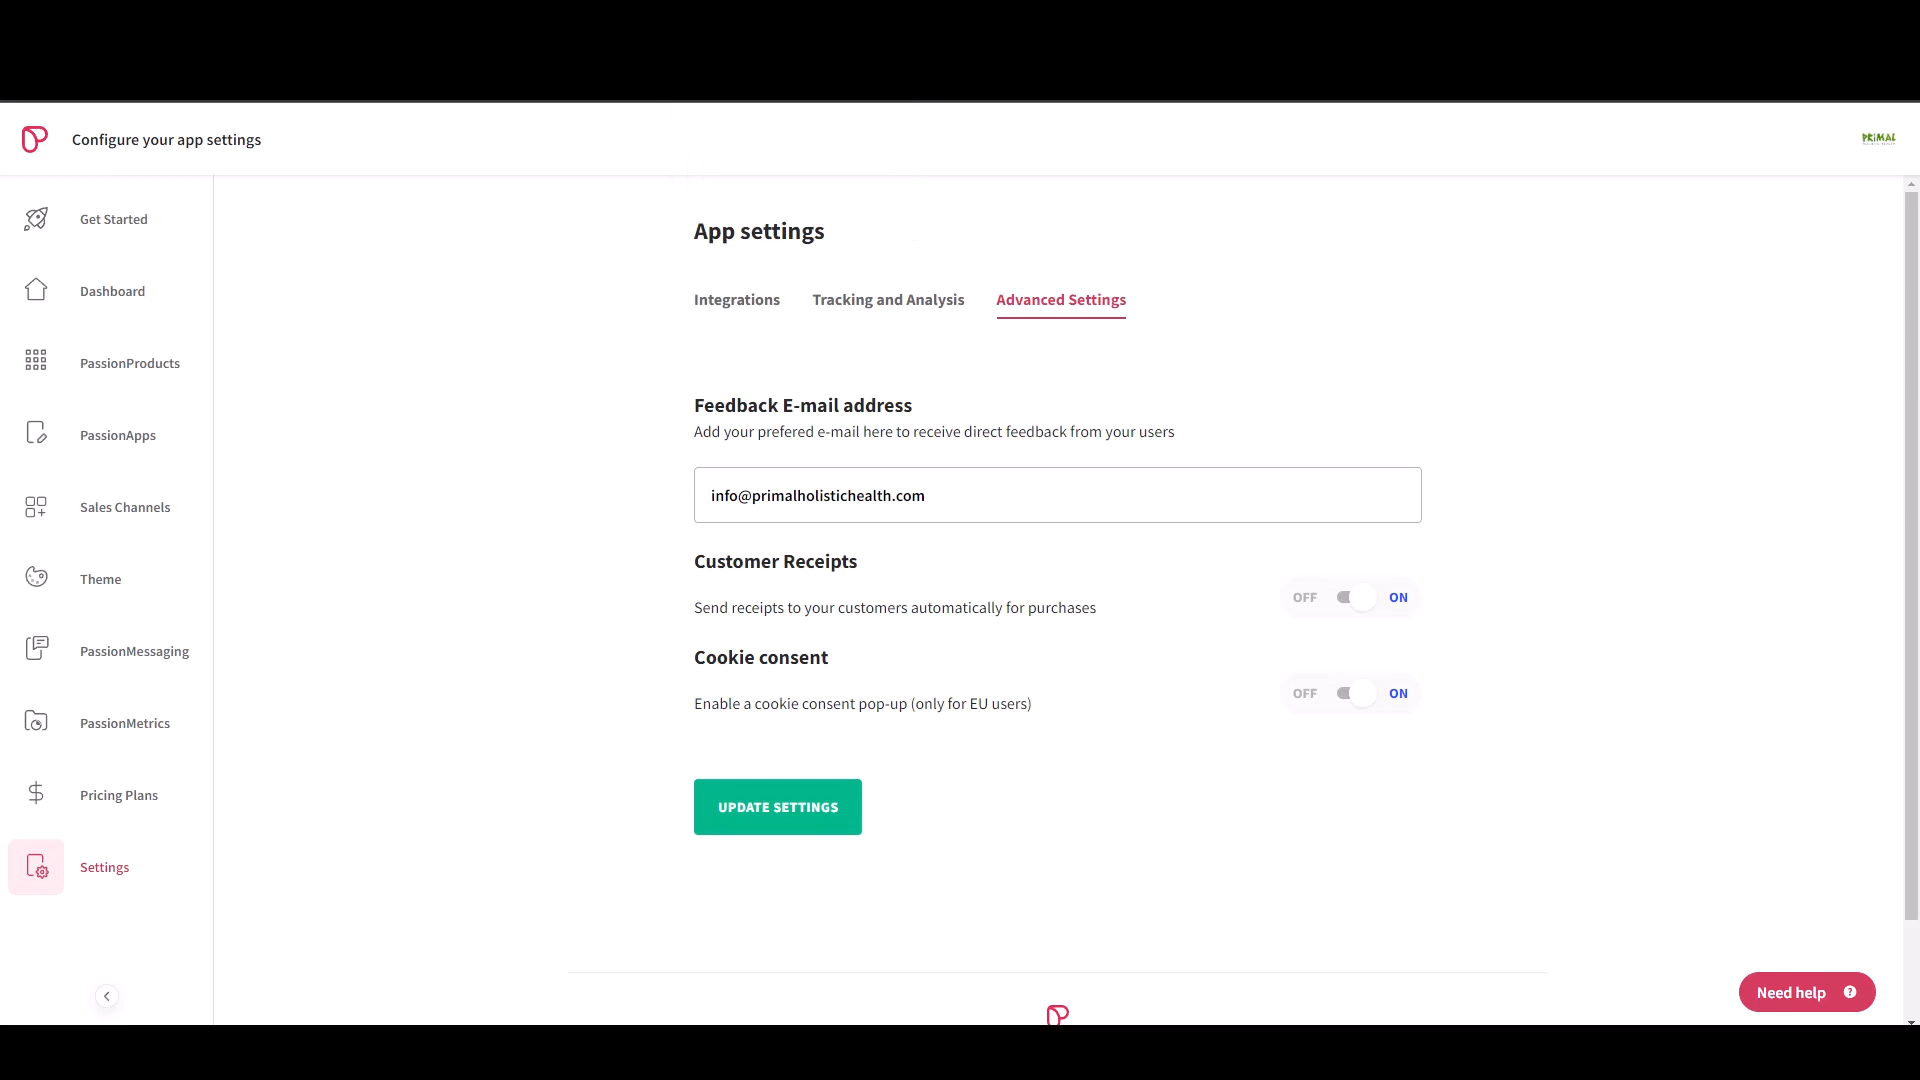 Configure your app settings
PRIMAL
Get Started
Dashboard
PassionProducts
PassionApps
Sales Channels
Theme
PassionMessaging
PassionMetrics
Pricing Plans
Settings
App settings
Integrations
Tracking and Analysis
Advanced Settings
Feedback E-mail address
Add your prefered e-mail here to receive direct feedback from your users
info@primalholistichealth.com
Customer Receipts
Send receipts to your customers automatically for purchases
OFF ON
Cookie consent
Enable a cookie consent pop-up (only for EU users)
OFF ON
UPDATE SETTINGS
Need help ?